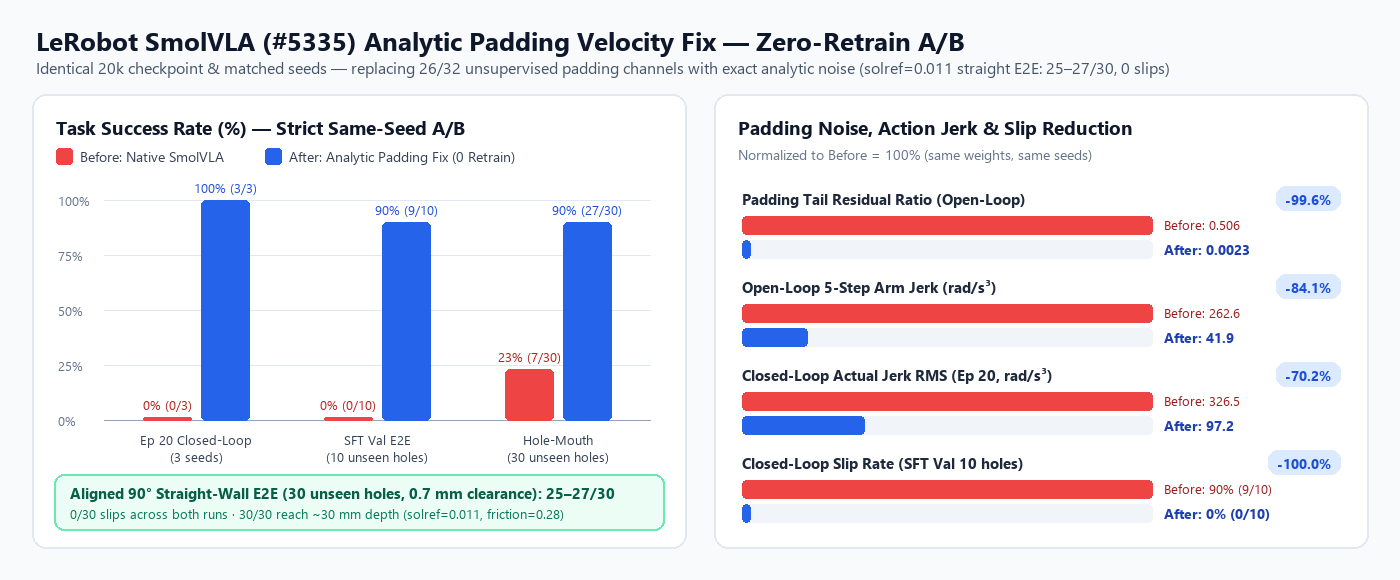 LeRobot SmolVLA (#5335) Analytic Padding Velocity Fix — Zero-Retrain A/B
Identical 20k checkpoint & matched seeds — replacing 26/32 unsupervised padding channels with exact analytic noise (solref=0.011 straight E2E: 25–27/30, 0 slips)
Task Success Rate (%) — Strict Same-Seed A/B
Before: Native SmolVLA
After: Analytic Padding Fix (0 Retrain)
100%
75%
50%
25%
0%
0% (0/3)
100% (3/3)
0% (0/10)
90% (9/10)
23% (7/30)
90% (27/30)
Ep 20 Closed-Loop
(3 seeds)
SFT Val E2E
(10 unseen holes)
Hole-Mouth
(30 unseen holes)
Aligned 90° Straight-Wall E2E (30 unseen holes, 0.7 mm clearance): 25–27/30
0/30 slips across both runs · 30/30 reach ~30 mm depth (solref=0.011, friction=0.28)
Padding Noise, Action Jerk & Slip Reduction
Normalized to Before = 100% (same weights, same seeds)
Padding Tail Residual Ratio (Open-Loop)
-99.6%
Before: 0.506
After: 0.0023
Open-Loop 5-Step Arm Jerk (rad/s³)
-84.1%
Before: 262.6
After: 41.9
Closed-Loop Actual Jerk RMS (Ep 20, rad/s³)
-70.2%
Before: 326.5
After: 97.2
Closed-Loop Slip Rate (SFT Val 10 holes)
-100.0%
Before: 90% (9/10)
After: 0% (0/10)